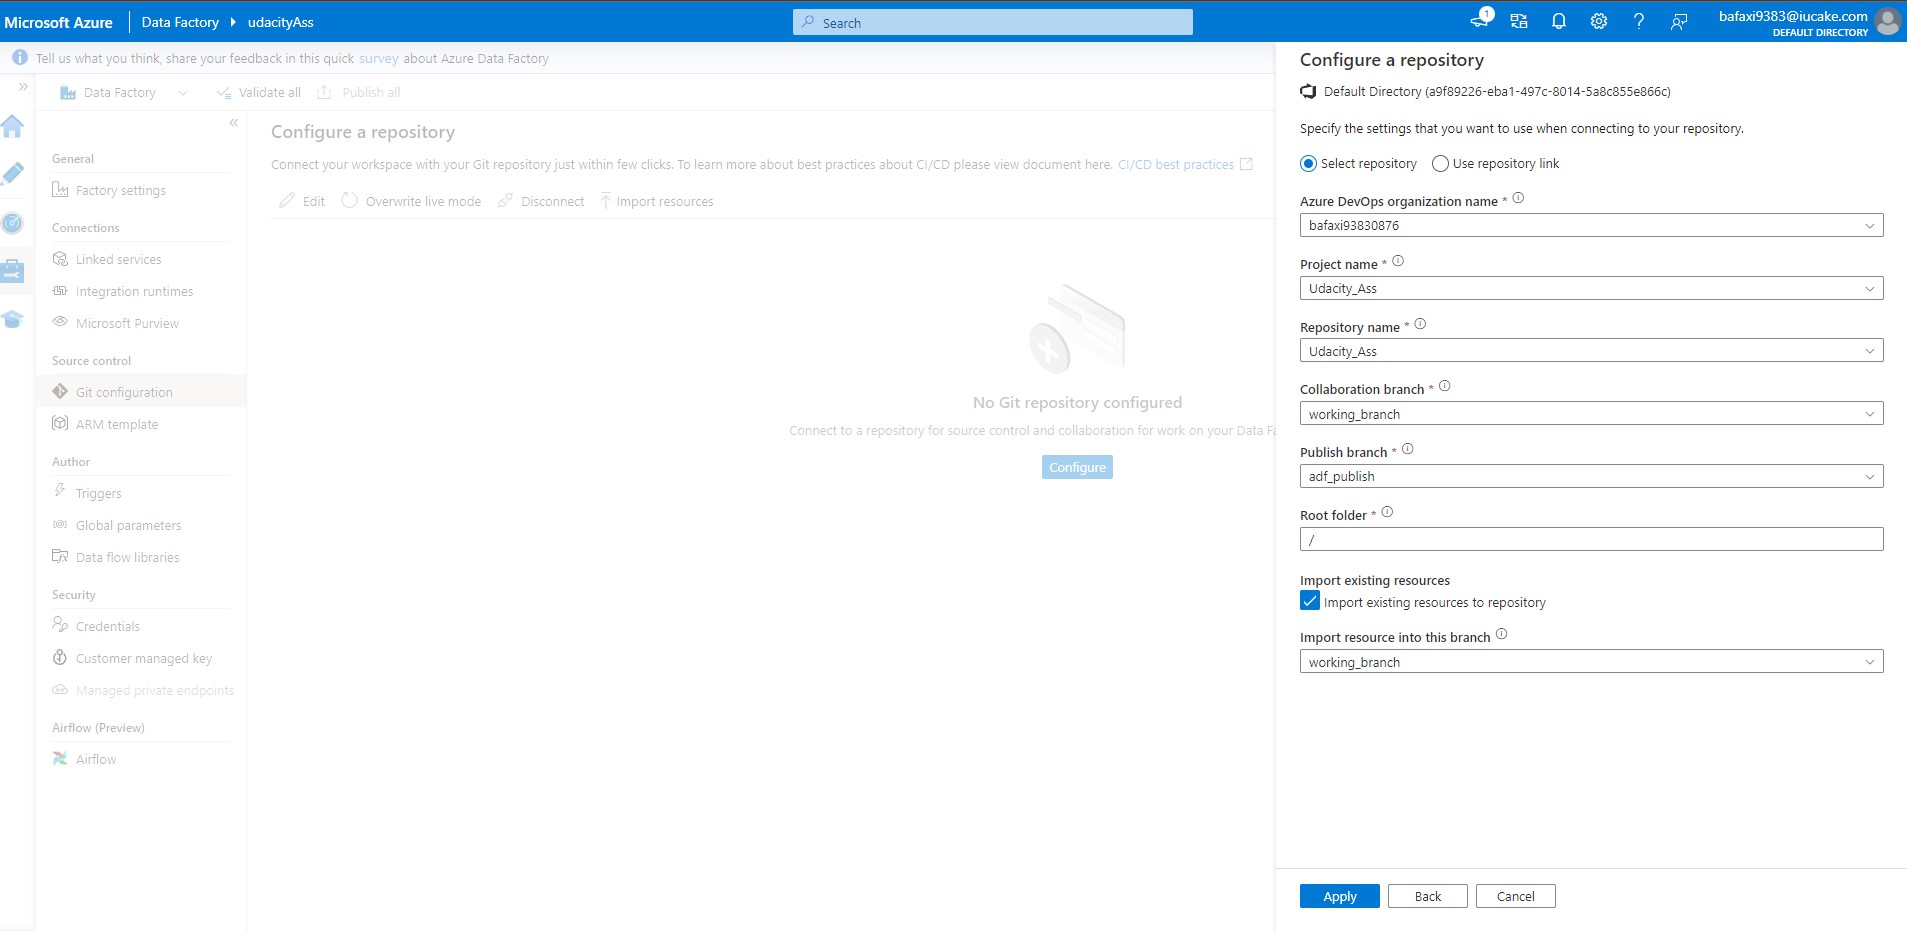 Microsoft Azure | Data Factory ▸ udacityAss
Search
1
bafaxi9383@iucake.com
DEFAULT DIRECTORY
Tell us what you think, share your feedback in this quick survey about Azure Data Factory
Data Factory
Validate all
Publish all
General
Factory settings
Connections
Linked services
Integration runtimes
Microsoft Purview
Source control
Git configuration
ARM template
Author
Triggers
Global parameters
Data flow libraries
Security
Credentials
Customer managed key
Managed private endpoints
Airflow (Preview)
Airflow
Configure a repository
Connect your workspace with your Git repository just within few clicks. To learn more about best practices about CI/CD please view document here. CI/CD best practices
Edit
Overwrite live mode
Disconnect
Import resources
No Git repository configured
Connect to a repository for source control and collaboration for work on your Data Fa
Configure
Configure a repository
Default Directory (a9f89226-eba1-497c-8014-5a8c855e866c)
Specify the settings that you want to use when connecting to your repository.
Select repository
Use repository link
Azure DevOps organization name *
bafaxi93830876
Project name *
Udacity_Ass
Repository name *
Udacity_Ass
Collaboration branch *
working_branch
Publish branch *
adf_publish
Root folder *
/
Import existing resources
Import existing resources to repository
Import resource into this branch
working_branch
Apply
Back
Cancel